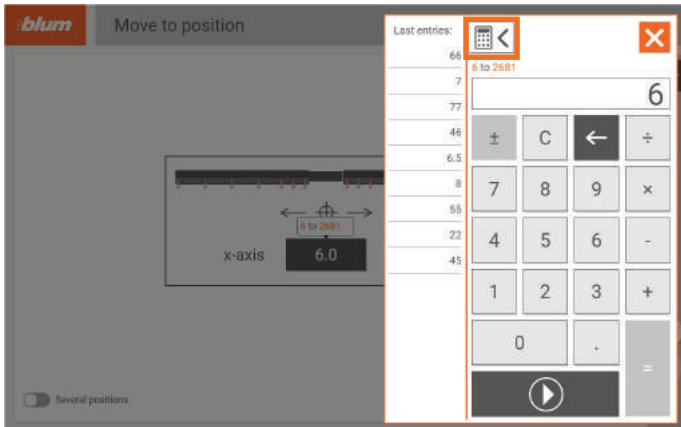 blum
Move to position
Last entries:
66
7
77
46
6.5
8
55
22
45
6 to 2681
6
± C ← ÷
7 8 9 ×
4 5 6 -
1 2 3 +
0 . =
6 to 2681
x-axis 6.0
Several positions